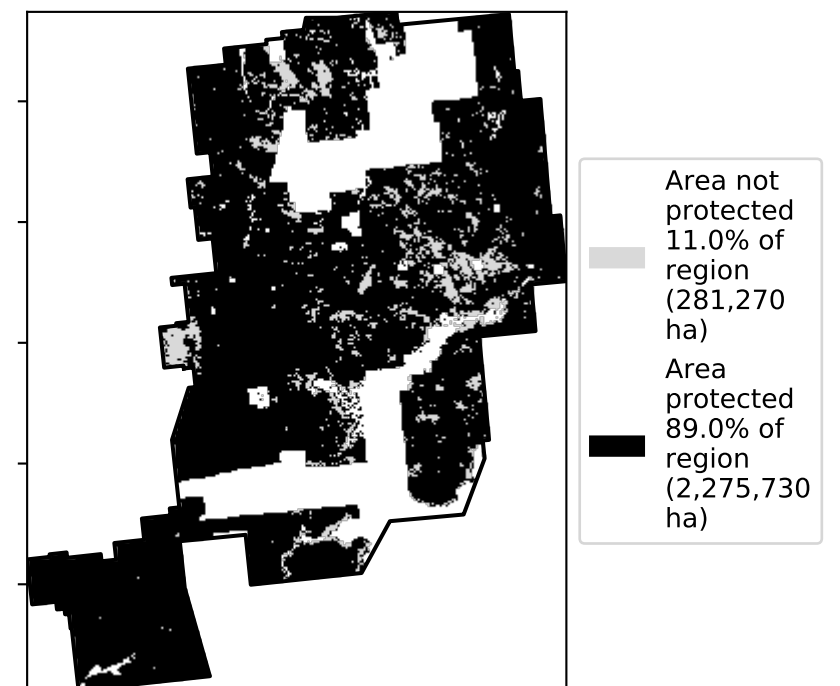 Area not
protected
11.0% of
region
(281,270
ha)
Area
protected
89.0% of
region
(2,275,730
ha)